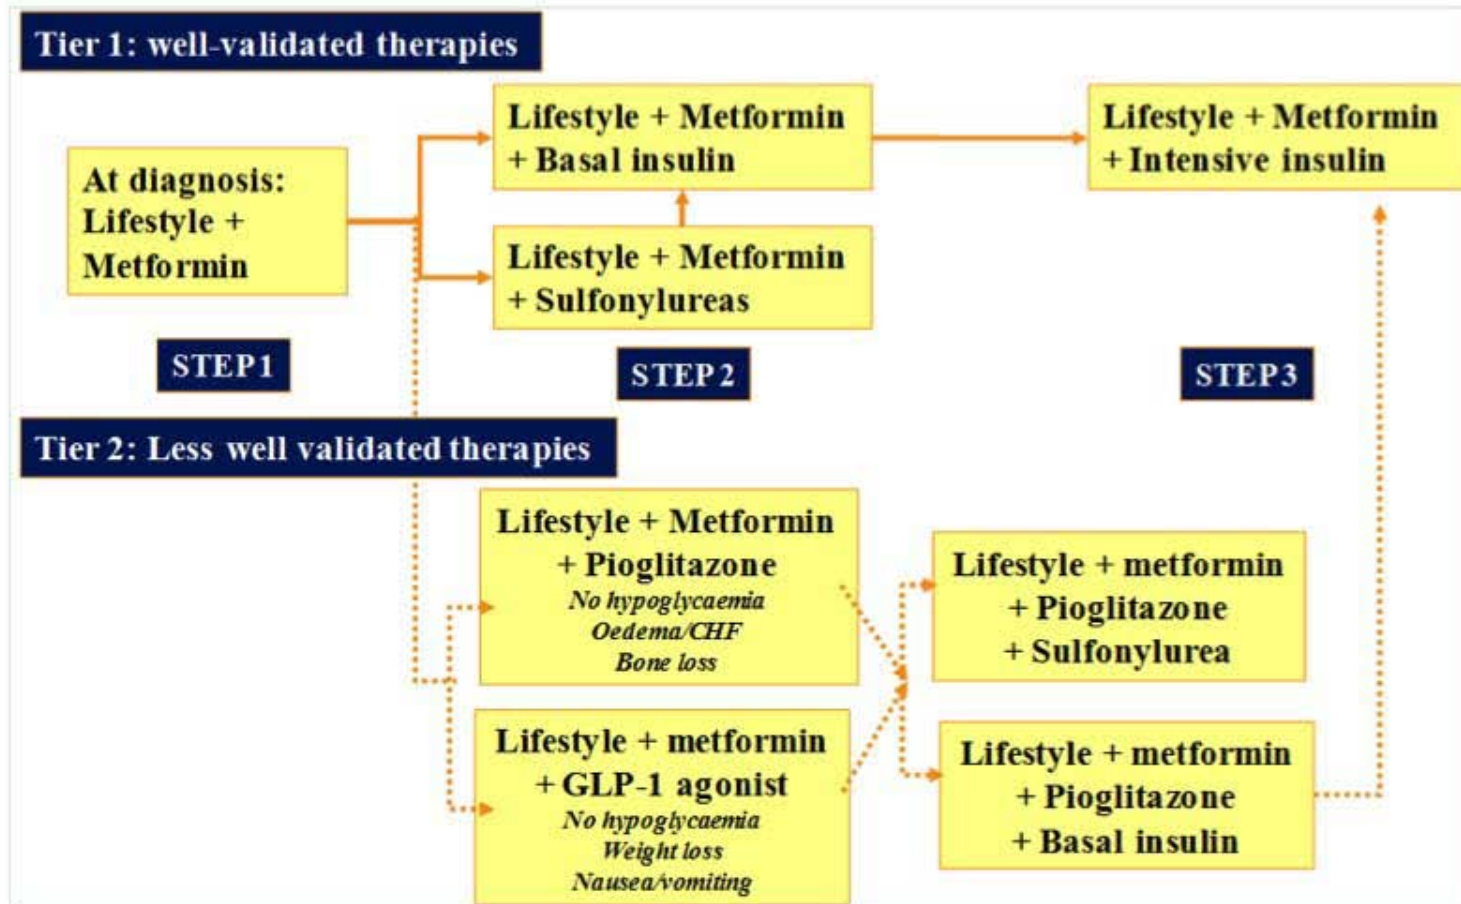 Tier 1: well-validated therapies
At diagnosis:
Lifestyle +
Metformin
Lifestyle + Metformin
+ Basal insulin
Lifestyle + Metformin
+ Sulfonylureas
Lifestyle + Metformin
+ Intensive insulin
STEP1
STEP2
STEP3
Tier 2: Less well validated therapies
Lifestyle + Metformin
+ Pioglitazone
No hypoglycaemia
Oedema/CHF
Bone loss
Lifestyle + metformin
+ GLP-1 agonist
No hypoglycaemia
Weight loss
Nausea/vomiting
Lifestyle + metformin
+ Pioglitazone
+ Sulfonylurea
Lifestyle + metformin
+ Pioglitazone
+ Basal insulin